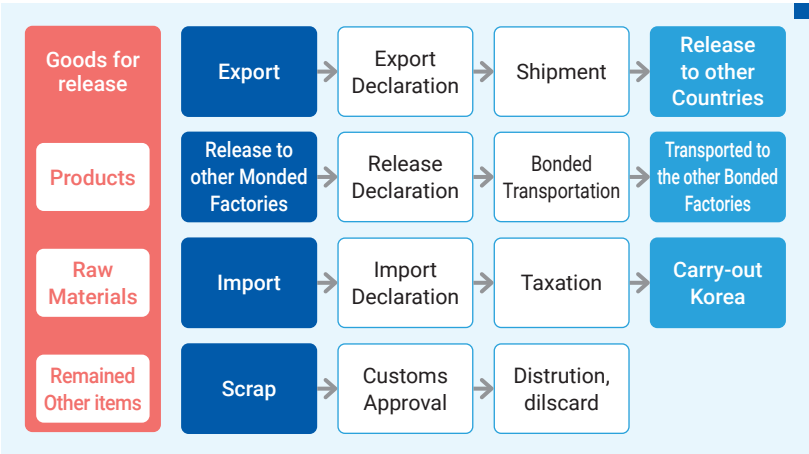 Goods for
release
Products
Raw
Materials
Remained
Other items
Export
Export
Declaration
Shipment
Release
to other
Countries
Release to
other Monded
Factories
Release
Declaration
Bonded
Transportation
Transported to
the other Bonded
Factories
Import
Import
Declaration
Taxation
Carry-out
Korea
Scrap
Customs
Approval
Distrution,
dilscard